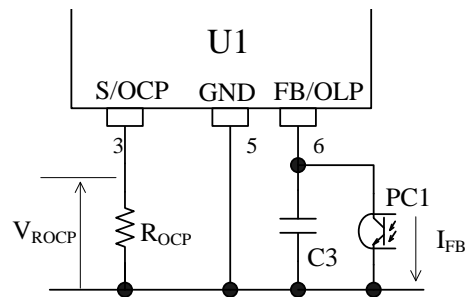 U1
S/OCP GND FB/OLP
3 5 6
PC1
VROCP ROCP C3 IFB